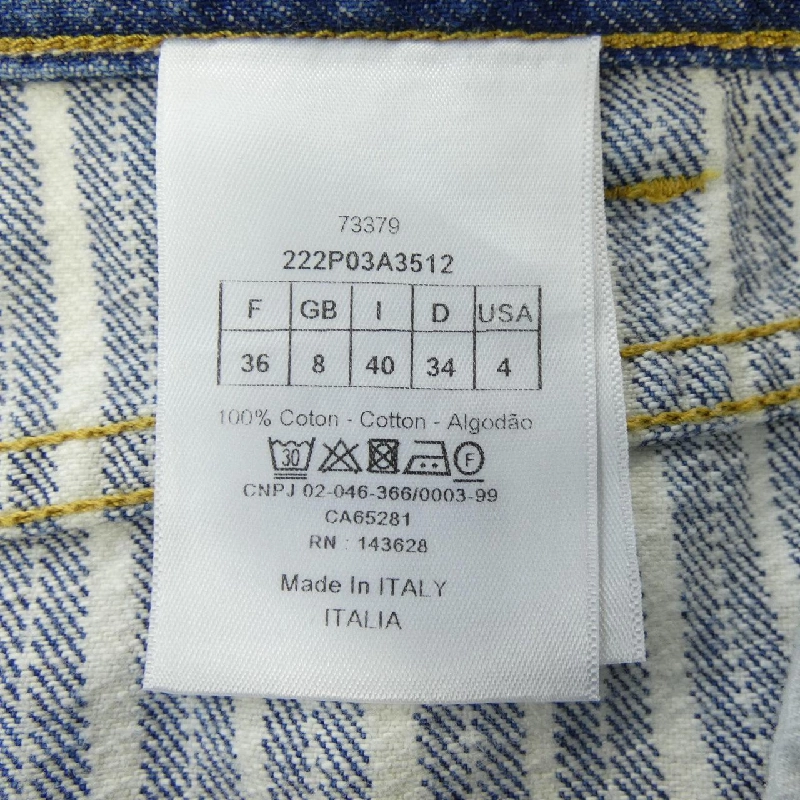 73379
222P03A3512
F GB I D USA
36 8 40 34 4
100% Coton - Cotton - Algodão
30 F
CNPJ 02-046-366/0003-99
CA65281
RN : 143628
Made In ITALY
ITALIA